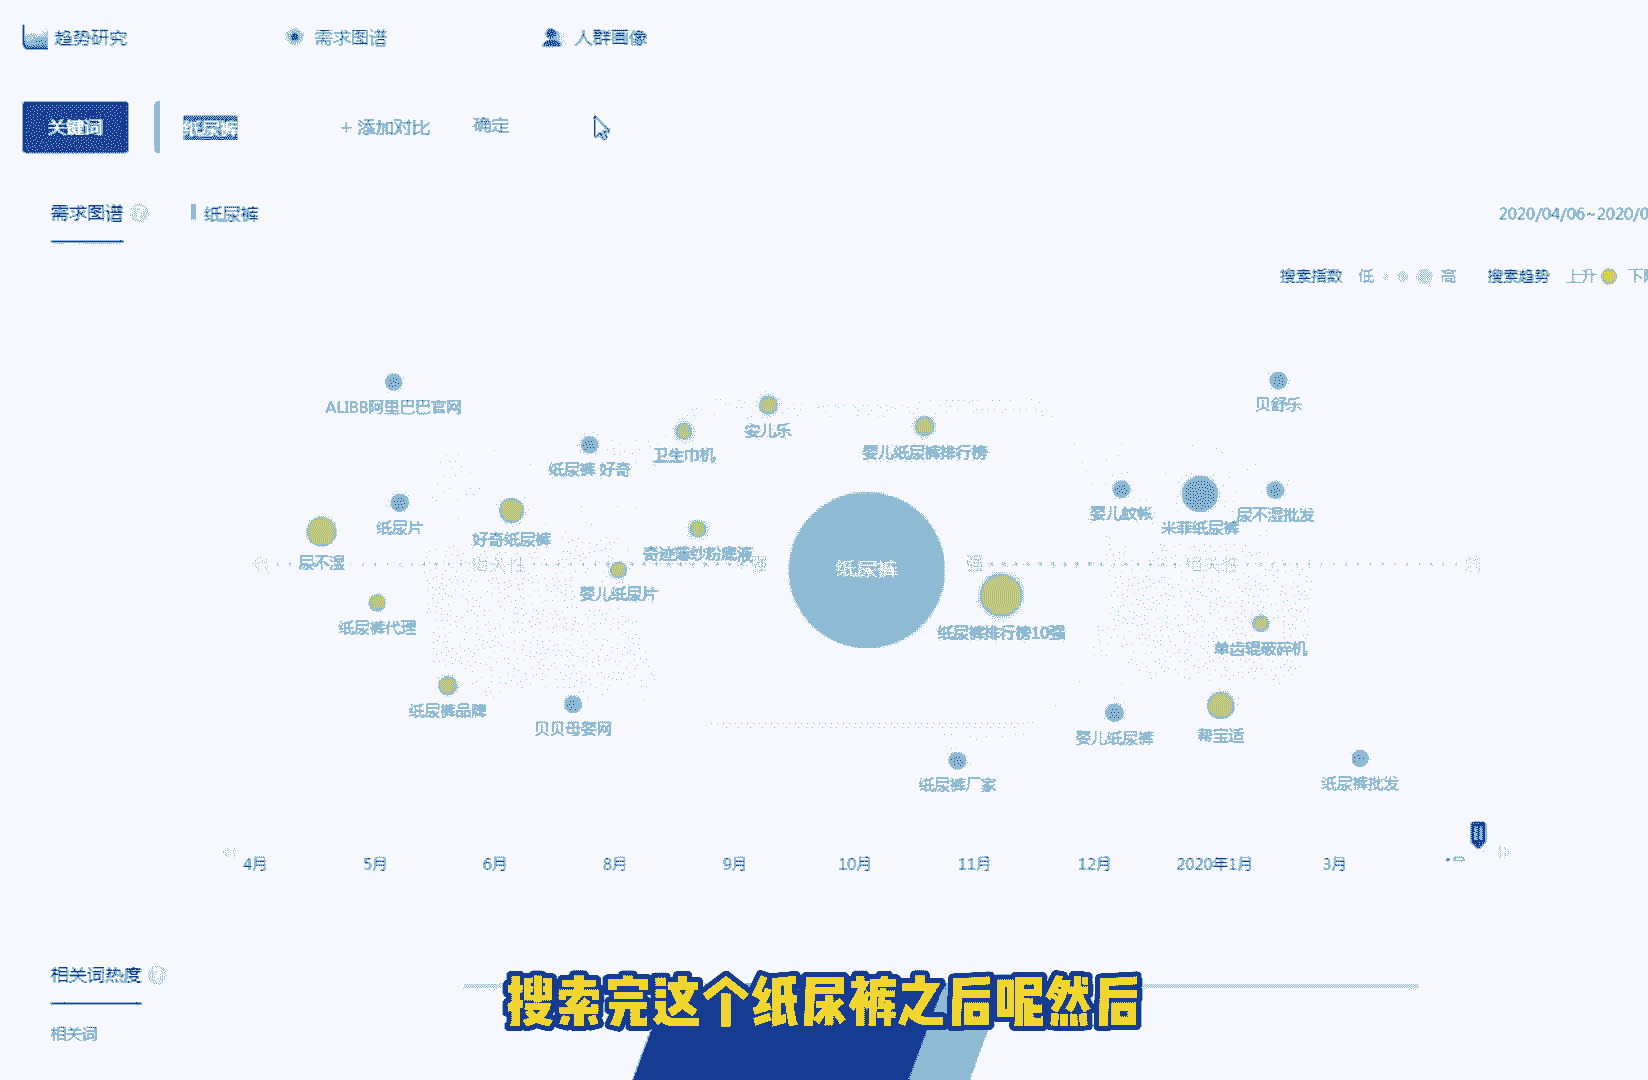 趋势研究 需求图谱 人群画像
关键词 纸尿裤 + 添加对比 确定
需求图谱 纸尿裤 2020/04/06~2020/0
搜索指数 低 高 搜索趋势 上升
ALIBB阿里巴巴官网
贝舒乐
安儿乐
卫生巾机
婴儿纸尿裤排行榜
纸尿裤 好奇
纸尿片
好奇纸尿裤
婴儿蚊帐
米菲纸尿裤
尿不湿批发
尿不湿
奇迹薄纱粉底液
强 纸尿裤 强
相关性 相关性
婴儿纸尿片
纸尿裤代理
纸尿裤排行榜10强
单齿辊破碎机
纸尿裤品牌
贝贝母婴网
婴儿纸尿裤
帮宝适
纸尿裤厂家
纸尿裤批发
4月 5月 6月 8月 9月 10月 11月 12月 2020年1月 3月
相关词热度
搜索完这个纸尿裤之后呢然后
相关词